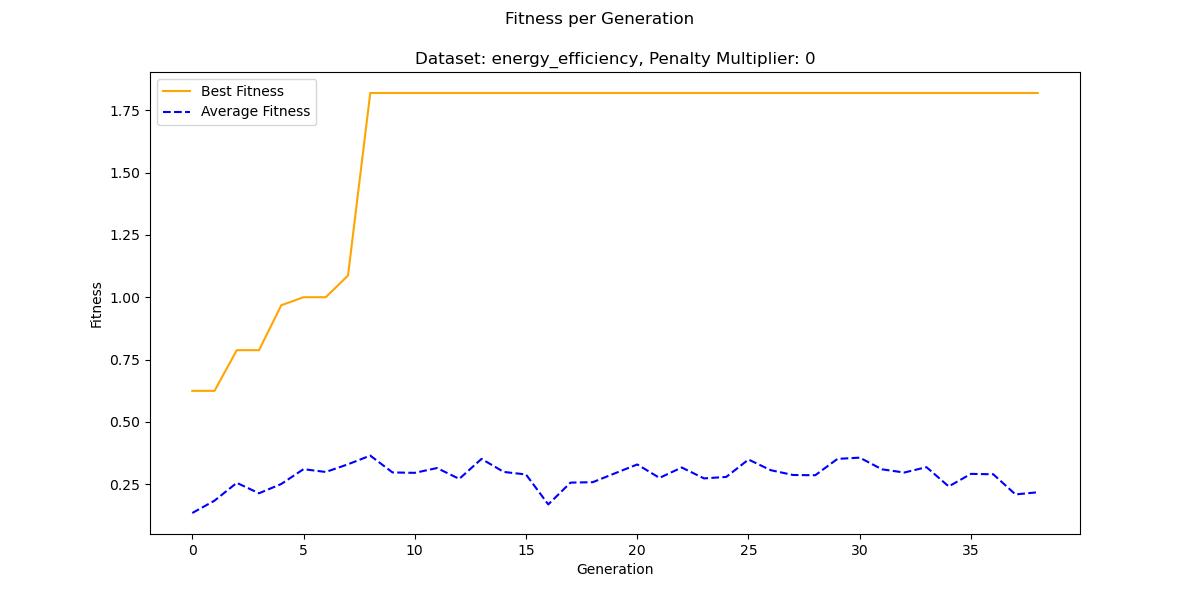 Fitness per Generation
Dataset: energy_efficiency, Penalty Multiplier: 0
Best Fitness
Average Fitness
1.75
1.50
1.25
1.00
0.75
0.50
0.25
Fitness
0 5 10 15 20 25 30 35
Generation